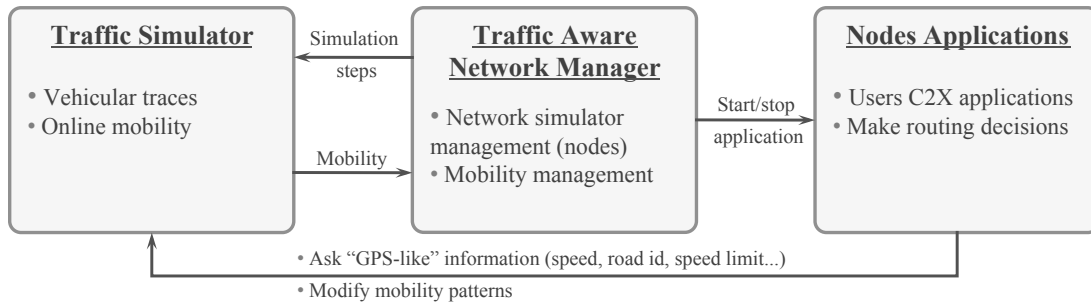 Traffic Simulator
• Vehicular traces
• Online mobility
Simulation
steps
Mobility
Traffic Aware
Network Manager
• Network simulator
management (nodes)
• Mobility management
Start/stop
application
Nodes Applications
• Users C2X applications
• Make routing decisions
• Ask “GPS-like” information (speed, road id, speed limit...)
• Modify mobility patterns